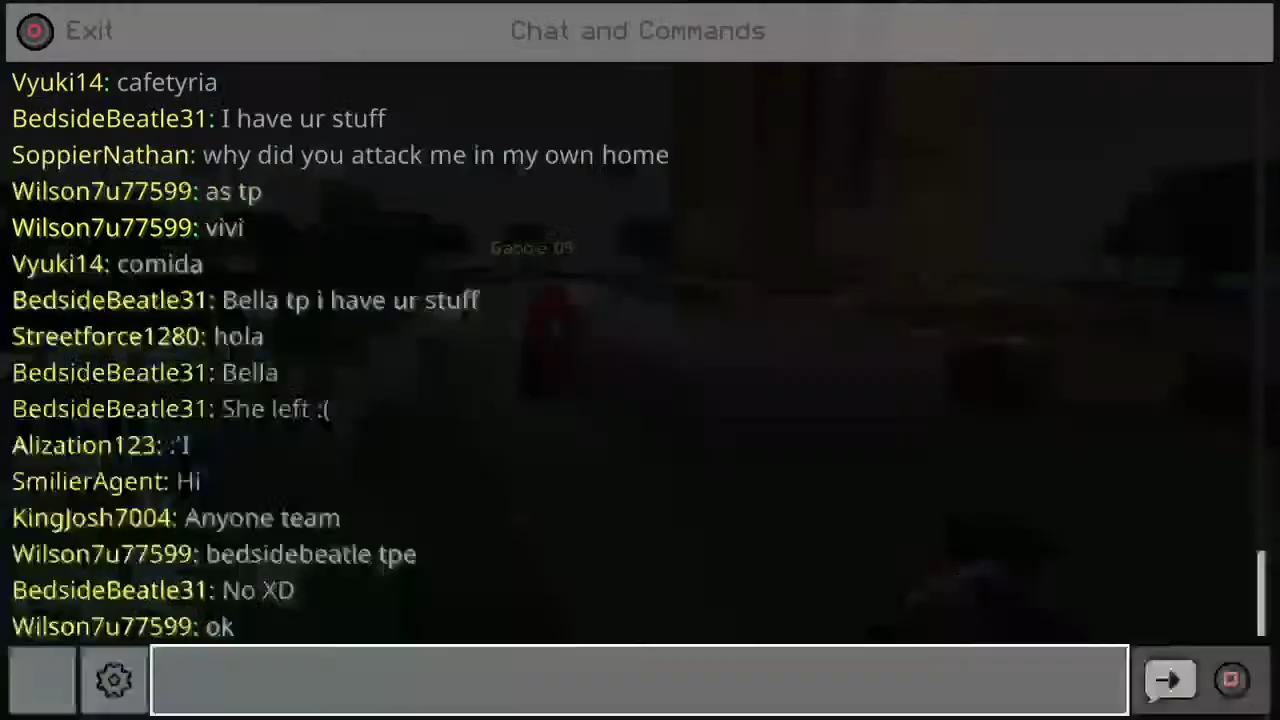 Exit
Chat and Commands
Vyuki14: cafetyria
BedsideBeatle31: I have ur stuff
SoppierNathan: why did you attack me in my own home
Wilson7u77599: as tp
Wilson7u77599: vivi
Vyuki14: comida
BedsideBeatle31: Bella tp i have ur stuff
Streetforce1280: hola
BedsideBeatle31: Bella
BedsideBeatle31: She left :(
Alization123: :'I
SmilierAgent: Hi
KingJosh7004: Anyone team
Wilson7u77599: bedsidebeatle tpe
BedsideBeatle31: No XD
Wilson7u77599: ok